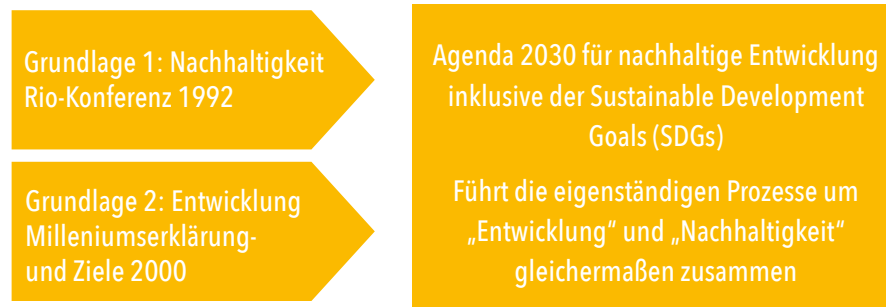 Grundlage 1: Nachhaltigkeit
Rio-Konferenz 1992
Grundlage 2: Entwicklung
Milleniumserklärung-
und Ziele 2000
Agenda 2030 für nachhaltige Entwicklung
inklusive der Sustainable Development
Goals (SDGs)
Führt die eigenständigen Prozesse um
„Entwicklung“ und „Nachhaltigkeit“
gleichermaßen zusammen